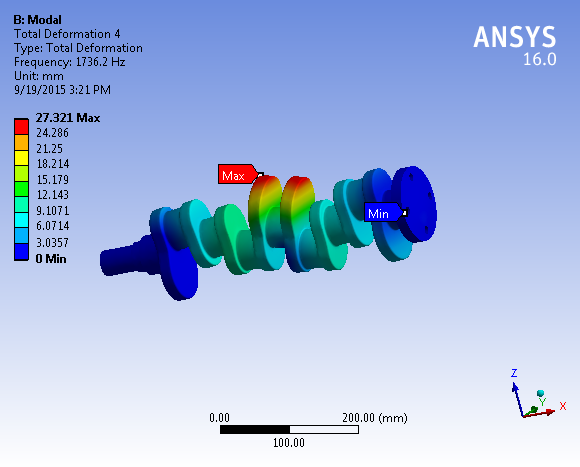 B: Modal
Total Deformation 4
Type: Total Deformation
Frequency: 1736.2 Hz
Unit: mm
9/19/2015 3:21 PM
ANSYS
16.0
27.321 Max
24.286
21.25
18.214
15.179
12.143
9.1071
6.0714
3.0357
0 Min
Max
Min
0.00
200.00 (mm)
100.00
Z
Y
X